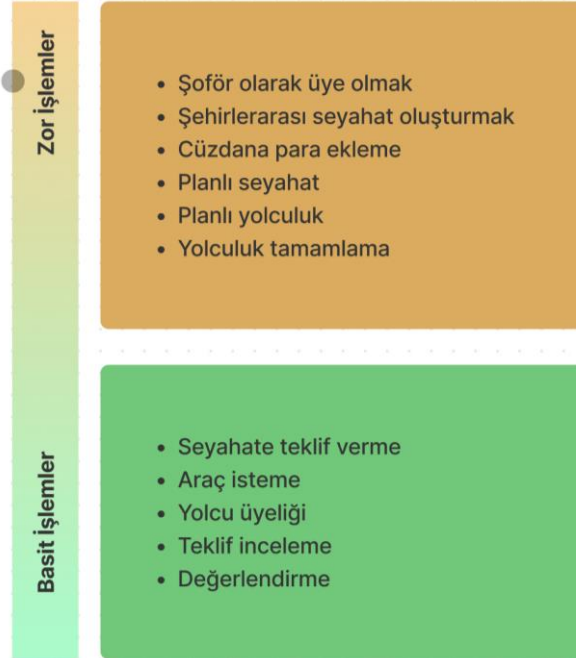 Zor İşlemler
• Şoför olarak üye olmak
• Şehirlerarası seyahat oluşturmak
• Cüzdana para ekleme
• Planlı seyahat
• Planlı yolculuk
• Yolculuk tamamlama
Basit İşlemler
• Seyahate teklif verme
• Araç isteme
• Yolcu üyeliği
• Teklif inceleme
• Değerlendirme